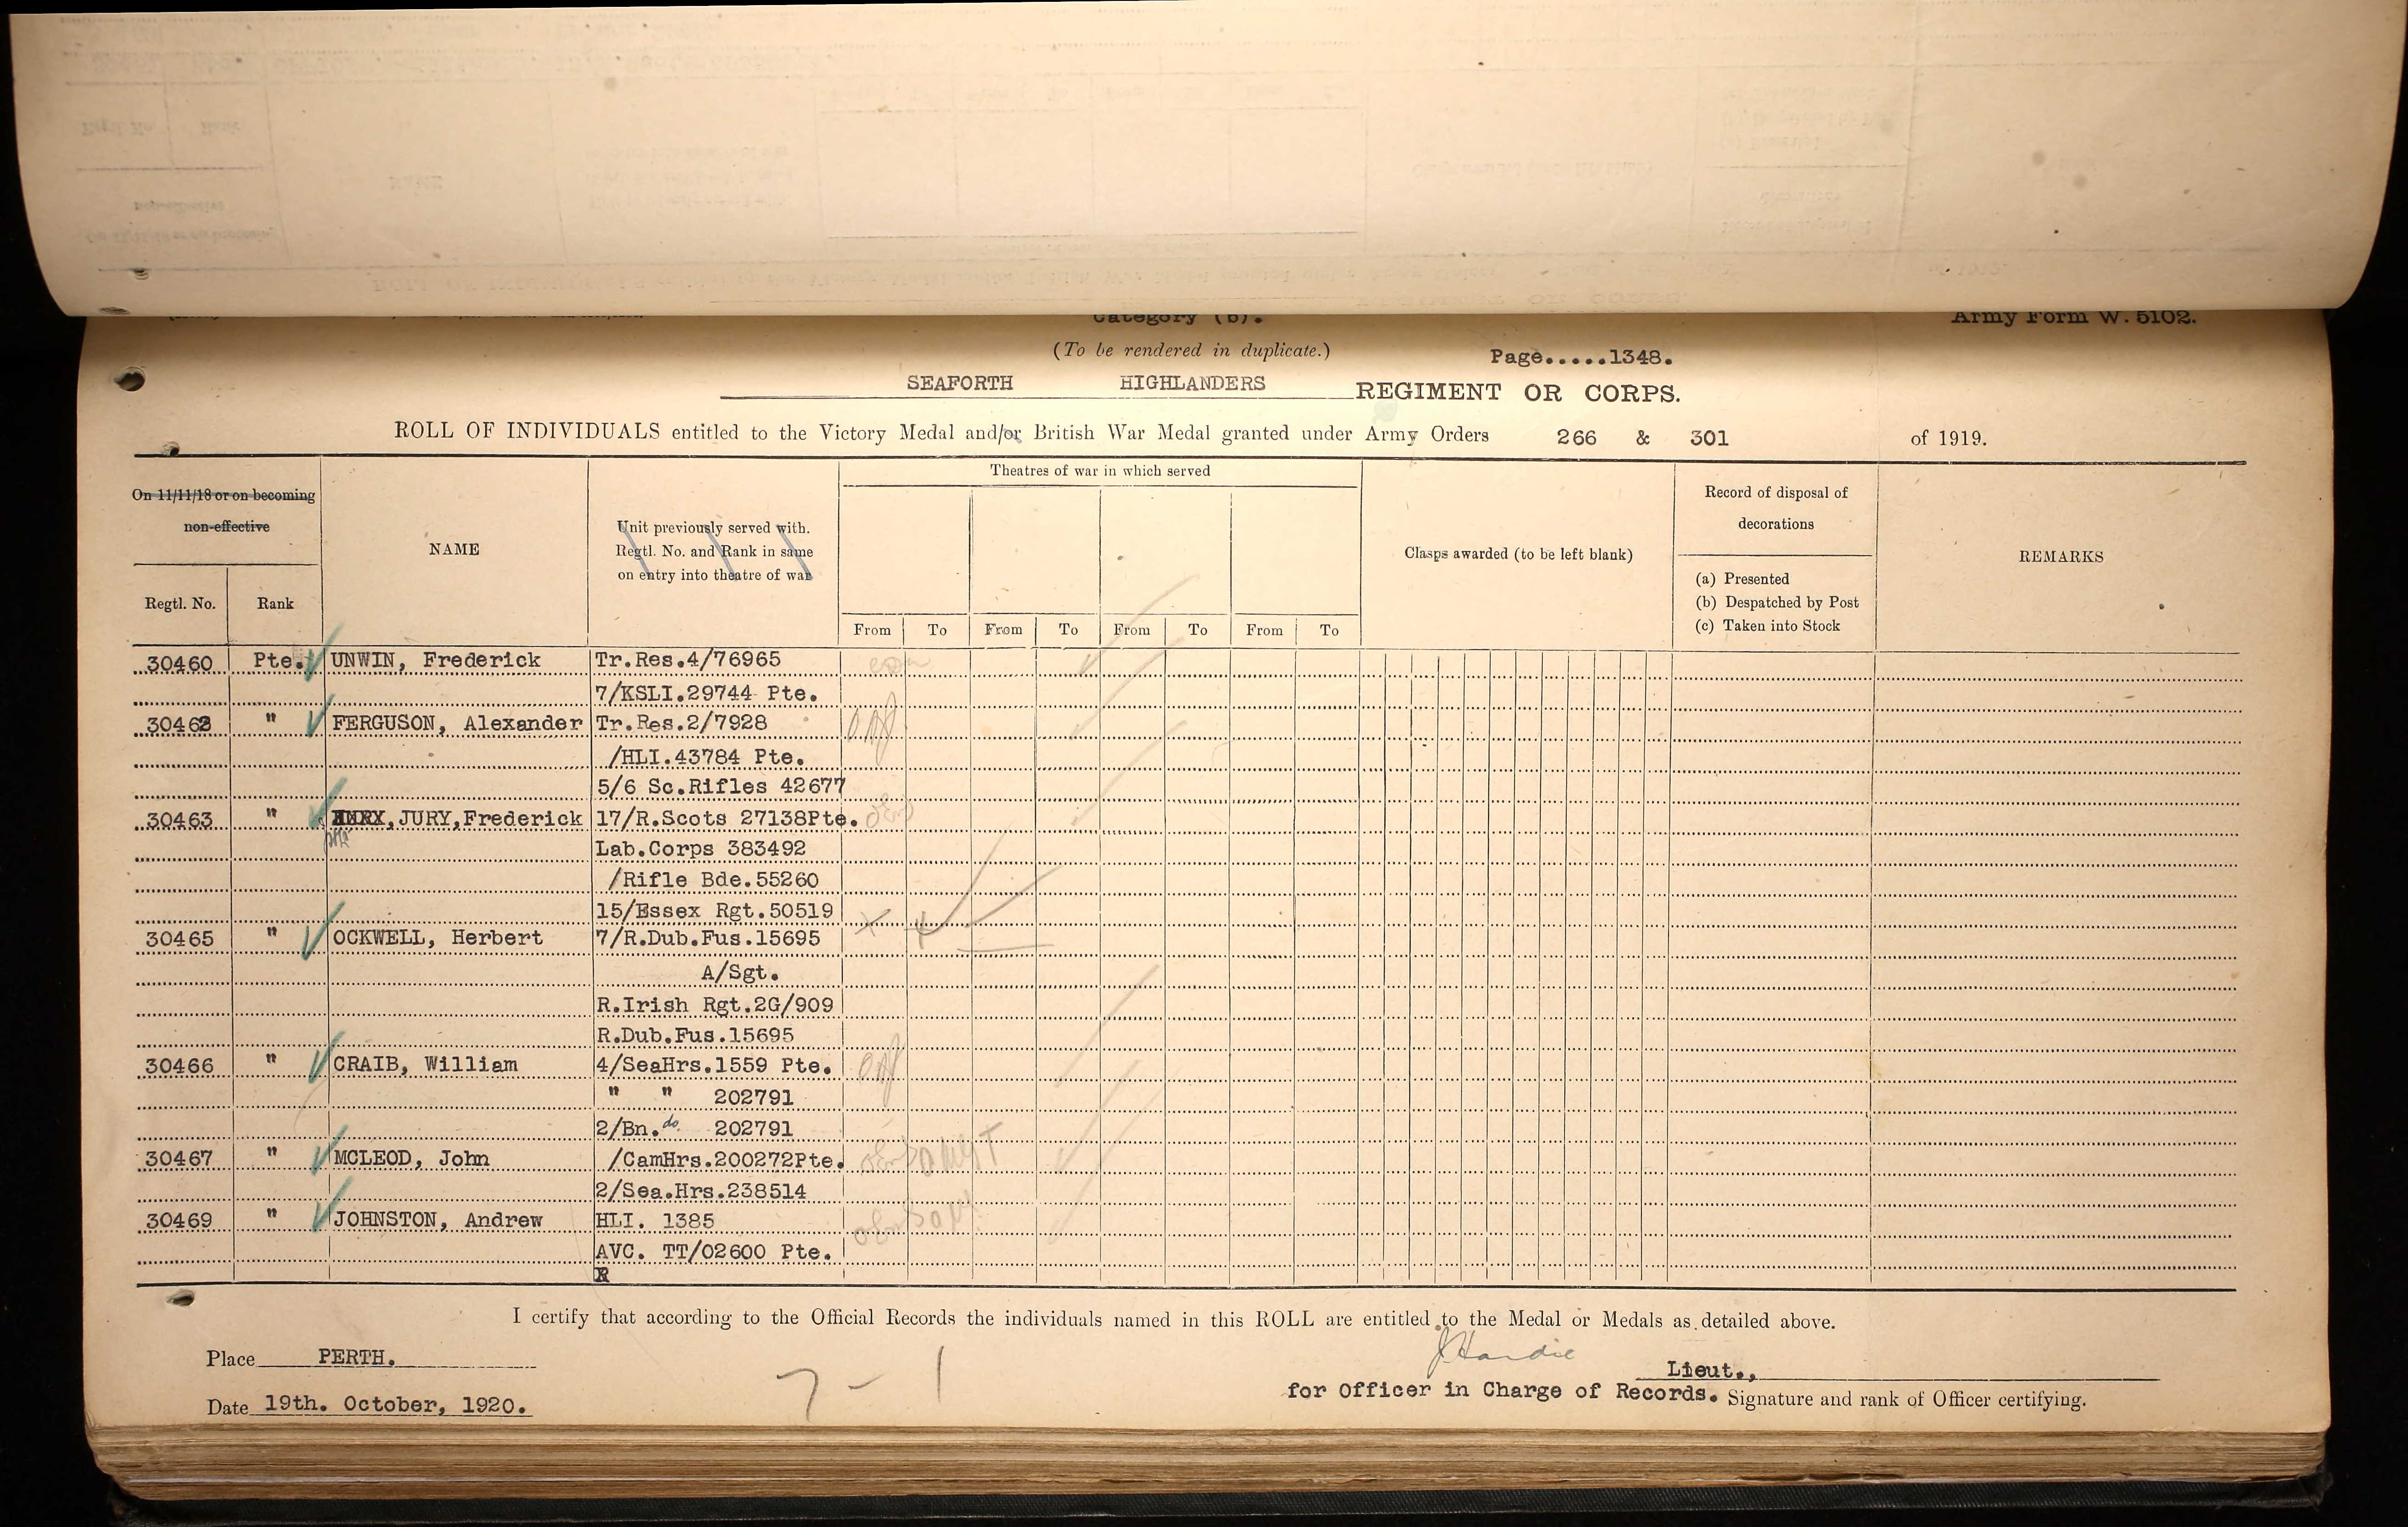 Category (b).
Army Form W. 5102.
(To be rendered in duplicate.)
Page.....1348.
SEAFORTH HIGHLANDERS REGIMENT OR CORPS.
ROLL OF INDIVIDUALS entitled to the Victory Medal and/or British War Medal granted under Army Orders 266 & 301 of 1919.
Theatres of war in which served
On 11/11/18 or on becoming
non-effective
Regtl. No. Rank
NAME
Unit previously served with.
Regtl. No. and Rank in same
on entry into theatre of war
From To From To From To From To
Clasps awarded (to be left blank)
Record of disposal of
decorations
(a) Presented
(b) Despatched by Post
(c) Taken into Stock
REMARKS
30460 Pte. UNWIN, Frederick Tr.Res.4/76965
7/KSLI.29744 Pte.
30462 " FERGUSON, Alexander Tr.Res.2/7928
/HLI.43784 Pte.
5/6 Sc.Rifles 42677
30463 " JURY, Frederick 17/R.Scots 27138Pte.
Lab.Corps 383492
/Rifle Bde.55260
15/Essex Rgt.50519
30465 " OCKWELL, Herbert 7/R.Dub.Fus.15695
A/Sgt.
R.Irish Rgt.2G/909
R.Dub.Fus.15695
30466 " CRAIB, William 4/SeaHrs.1559 Pte.
" " 202791
2/Bn. do. 202791
30467 " MCLEOD, John /CamHrs.200272Pte.
2/Sea.Hrs.238514
30469 " JOHNSTON, Andrew HLI. 1385
AVC. TT/02600 Pte.
I certify that according to the Official Records the individuals named in this ROLL are entitled to the Medal or Medals as detailed above.
Place PERTH.
Date 19th. October, 1920.
7 - 1
J Hardie
Lieut.,
for Officer in Charge of Records. Signature and rank of Officer certifying.